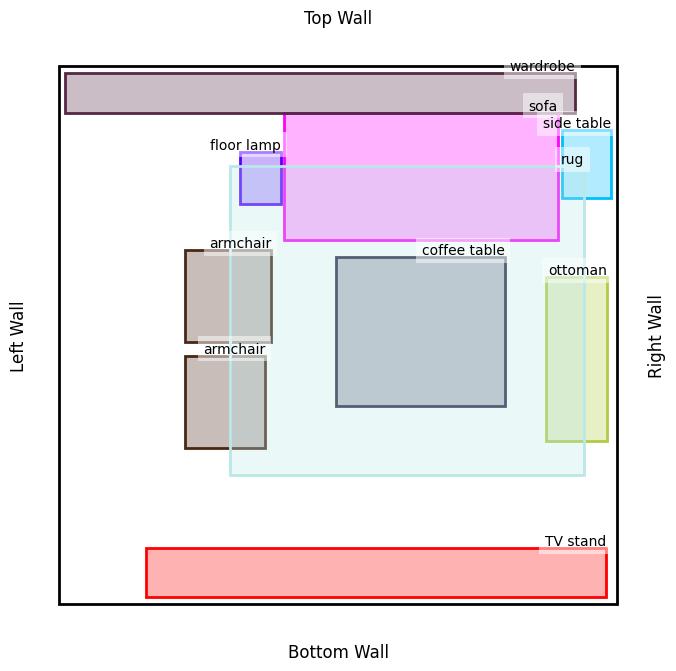 Top Wall
wardrobe
sofa
side table
floor lamp
rug
armchair
coffee table
ottoman
Left Wall
Right Wall
armchair
TV stand
Bottom Wall